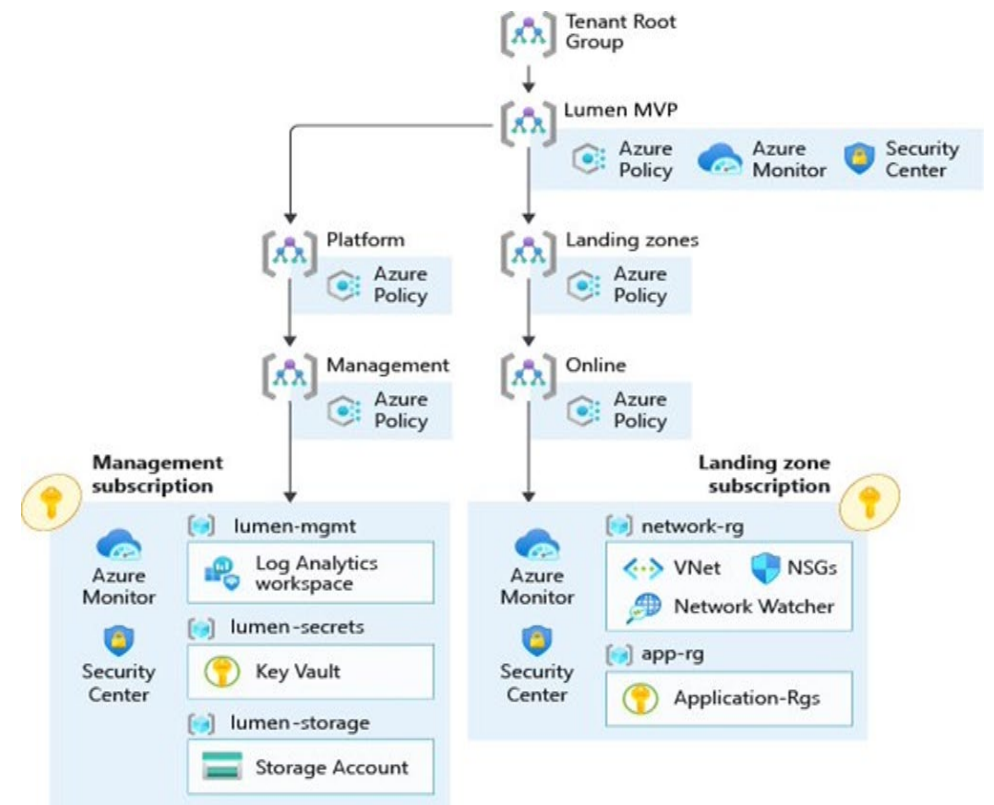 Tenant Root
Group
Lumen MVP
Azure
Policy
Azure
Monitor
Security
Center
Platform
Azure
Policy
Landing zones
Azure
Policy
Management
Azure
Policy
Online
Azure
Policy
Management
subscription
lumen-mgmt
Log Analytics
workspace
Azure
Monitor
lumen-secrets
Key Vault
Security
Center
lumen-storage
Storage Account
Landing zone
subscription
network-rg
VNet
NSGs
Network Watcher
Azure
Monitor
app-rg
Application-Rgs
Security
Center